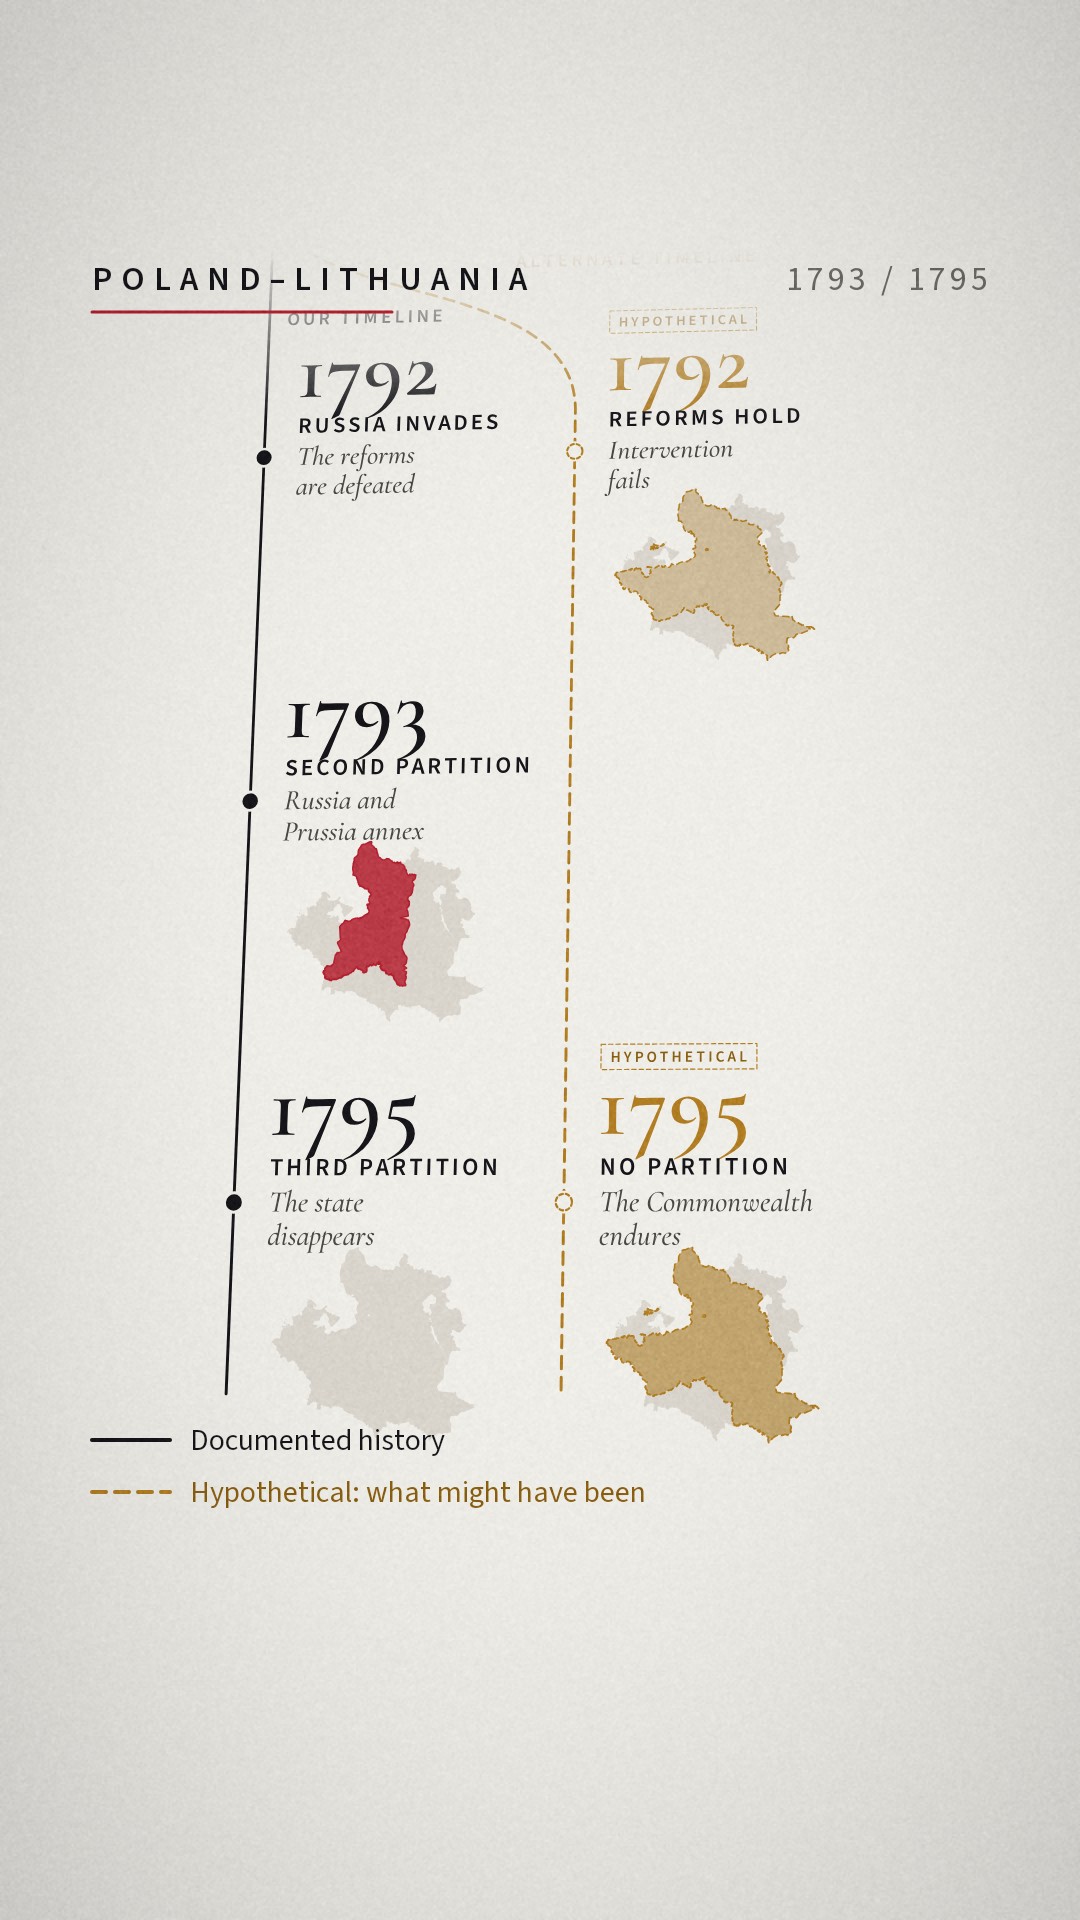 POLAND–LITHUANIA
1793 / 1795
ALTERNATE TIMELINE
OUR TIMELINE
1792
RUSSIA INVADES
The reforms
are defeated
HYPOTHETICAL
1792
REFORMS HOLD
Intervention
fails
1793
SECOND PARTITION
Russia and
Prussia annex
1795
THIRD PARTITION
The state
disappears
HYPOTHETICAL
1795
NO PARTITION
The Commonwealth
endures
Documented history
Hypothetical: what might have been